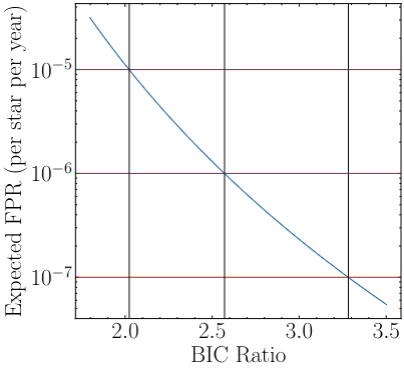 Expected FPR (per star per year)
10⁻⁵
10⁻⁶
10⁻⁷
2.0 2.5 3.0 3.5
BIC Ratio